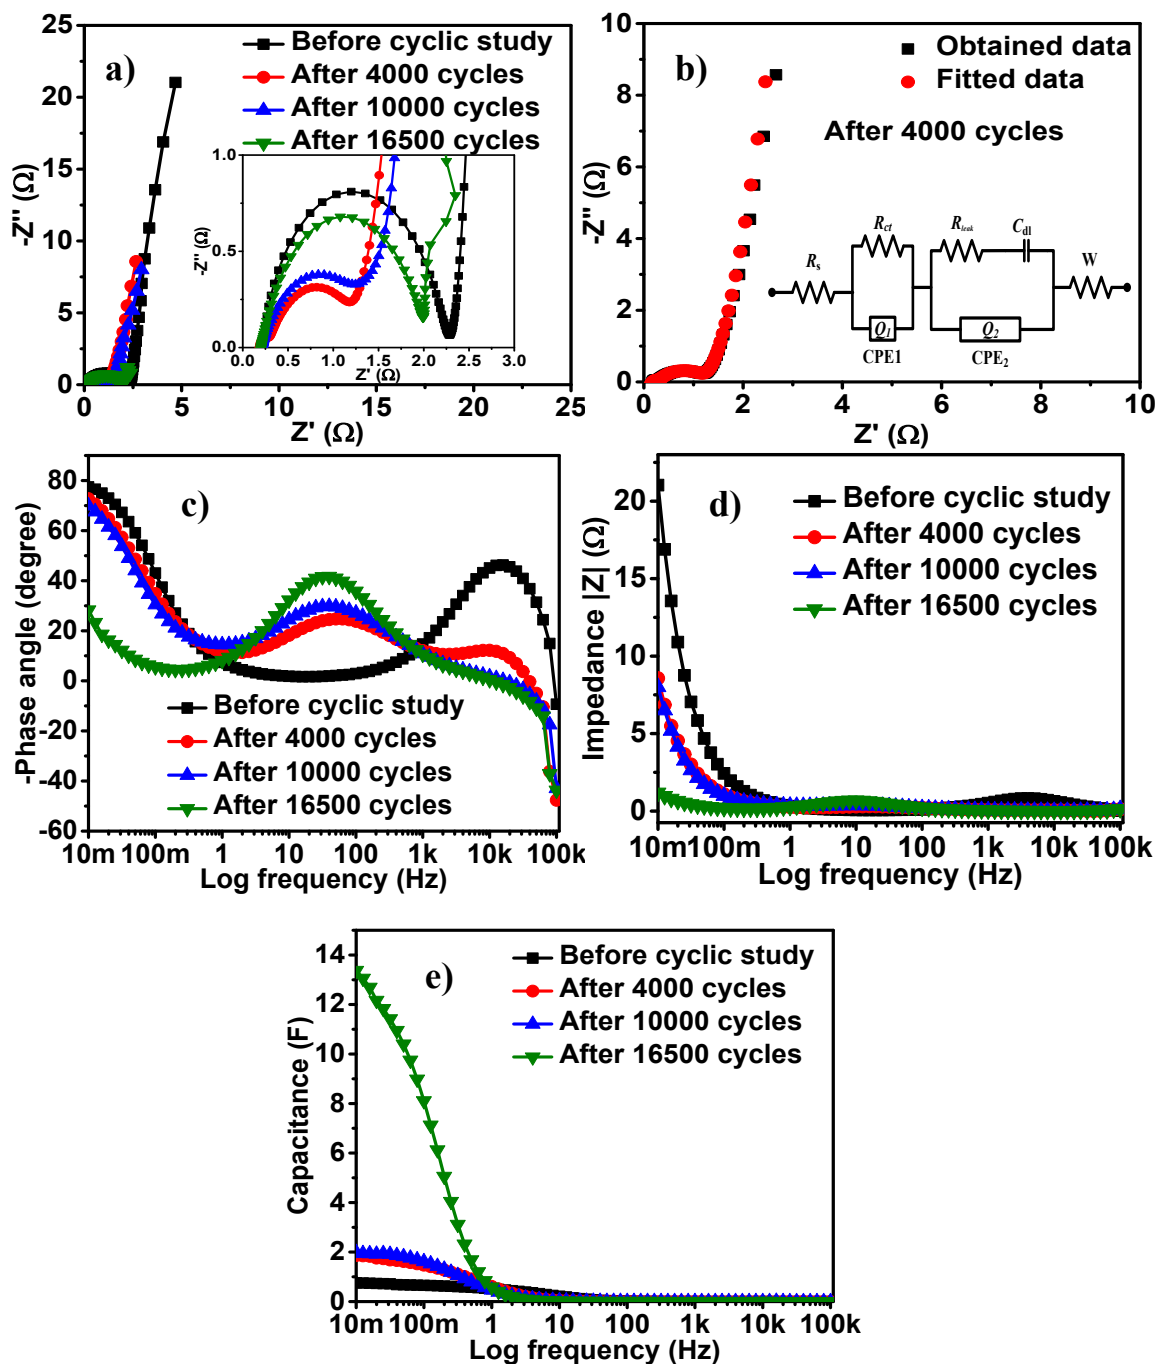 a)
Before cyclic study
After 4000 cycles
After 10000 cycles
After 16500 cycles
25
20
15
10
5
0
-Z'' (Ω)
0 5 10 15 20 25
Z' (Ω)
1.0
0.5
0.0
-Z'' (Ω)
0.0 0.5 1.0 1.5 2.0 2.5 3.0
Z' (Ω)
b)
Obtained data
Fitted data
After 4000 cycles
10
8
6
4
2
0
-Z'' (Ω)
0 2 4 6 8 10
Z' (Ω)
Rs
Rct
Q1
CPE1
Rleak
Cdl
Q2
CPE2
W
c)
80
60
40
20
0
-20
-40
-60
-Phase angle (degree)
Before cyclic study
After 4000 cycles
After 10000 cycles
After 16500 cycles
10m 100m 1 10 100 1k 10k 100k
Log frequency (Hz)
d)
Before cyclic study
After 4000 cycles
After 10000 cycles
After 16500 cycles
20
15
10
5
0
Impedance |Z| (Ω)
10m 100m 1 10 100 1k 10k 100k
Log frequency (Hz)
e)
Before cyclic study
After 4000 cycles
After 10000 cycles
After 16500 cycles
14
12
10
8
6
4
2
0
Capacitance (F)
10m 100m 1 10 100 1k 10k 100k
Log frequency (Hz)